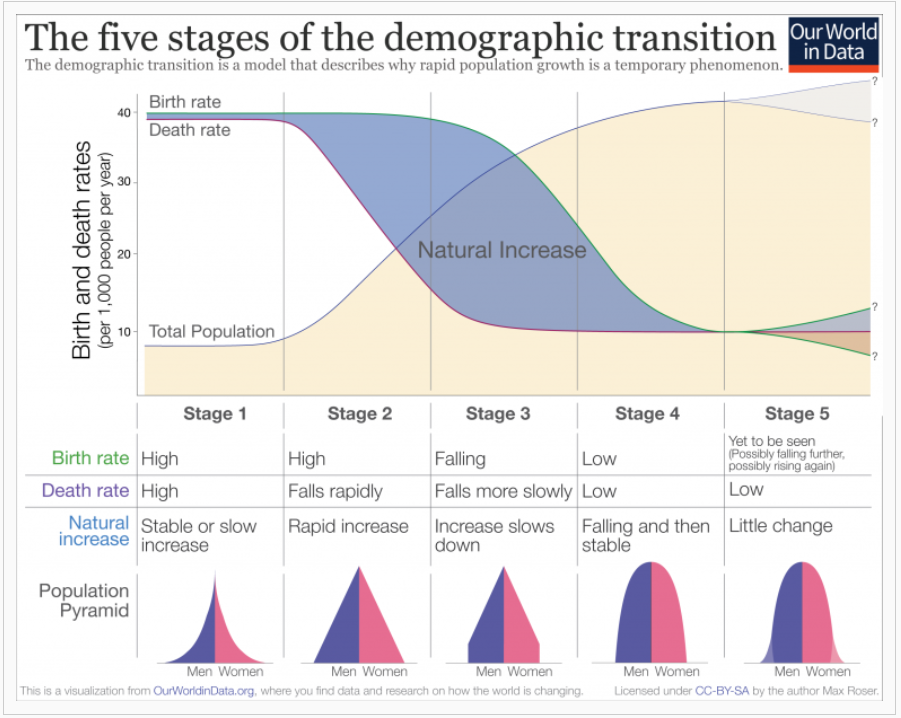 The five stages of the demographic transition
Our World
in Data
The demographic transition is a model that describes why rapid population growth is a temporary phenomenon.
Birth and death rates
(per 1,000 people per year)
40
30
20
10
Birth rate
Death rate
Natural Increase
Total Population
?
?
?
?
Stage 1
Stage 2
Stage 3
Stage 4
Stage 5
Birth rate
High
High
Falling
Low
Yet to be seen
(Possibly falling further,
possibly rising again)
Death rate
High
Falls rapidly
Falls more slowly
Low
Low
Natural
increase
Stable or slow
increase
Rapid increase
Increase slows
down
Falling and then
stable
Little change
Population
Pyramid
Men Women
Men Women
Men Women
Men Women
Men Women
This is a visualization from OurWorldinData.org, where you find data and research on how the world is changing.
Licensed under CC-BY-SA by the author Max Roser.